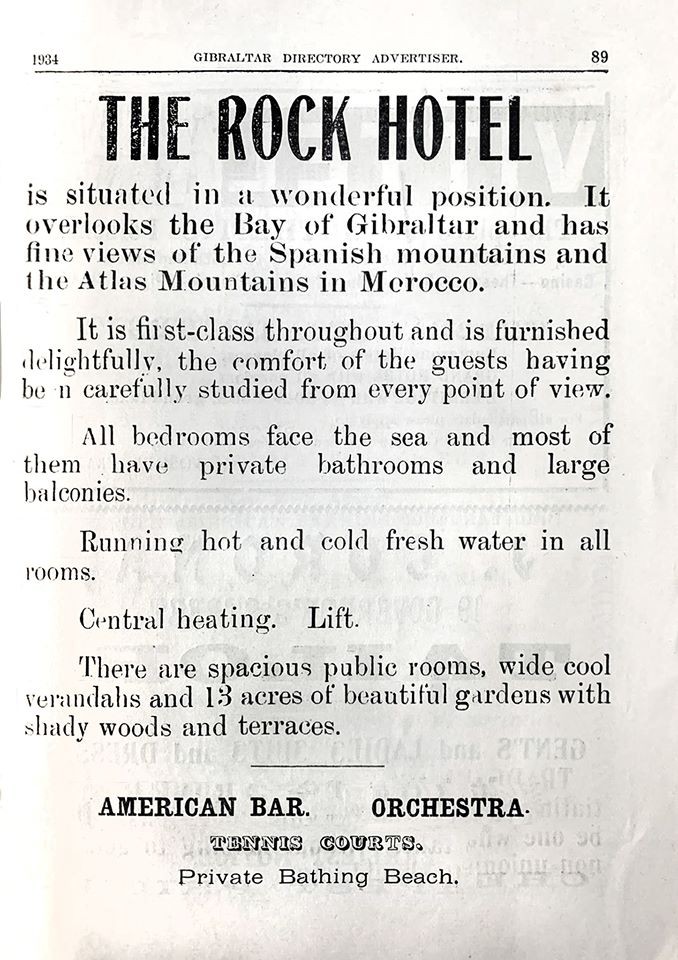 1934 GIBRALTAR DIRECTORY ADVERTISER. 89
THE ROCK HOTEL
is situated in a wonderful position. It
overlooks the Bay of Gibraltar and has
fine views of the Spanish mountains and
the Atlas Mountains in Morocco.
It is first-class throughout and is furnished
delightfully, the comfort of the guests having
be n carefully studied from every point of view.
All bedrooms face the sea and most of
them have private bathrooms and large
balconies.
Running hot and cold fresh water in all
rooms.
Central heating. Lift.
There are spacious public rooms, wide cool
verandahs and 13 acres of beautiful gardens with
shady woods and terraces.
AMERICAN BAR. ORCHESTRA.
TENNIS COURTS.
Private Bathing Beach.